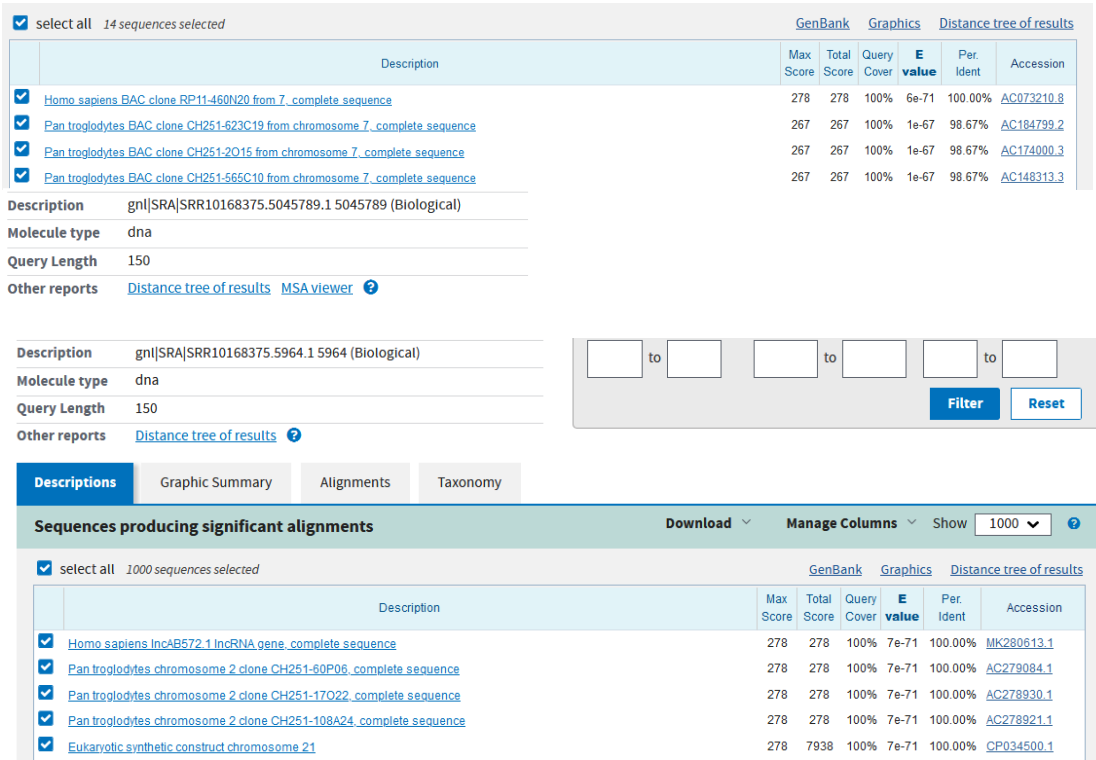 select all 14 sequences selected GenBank Graphics Distance tree of results
Description Max Score Total Score Query Cover E value Per. Ident Accession
Homo sapiens BAC clone RP11-460N20 from 7, complete sequence 278 278 100% 6e-71 100.00% AC073210.8
Pan troglodytes BAC clone CH251-623C19 from chromosome 7, complete sequence 267 267 100% 1e-67 98.67% AC184799.2
Pan troglodytes BAC clone CH251-2O15 from chromosome 7, complete sequence 267 267 100% 1e-67 98.67% AC174000.3
Pan troglodytes BAC clone CH251-565C10 from chromosome 7, complete sequence 267 267 100% 1e-67 98.67% AC148313.3
Description gnl|SRA|SRR10168375.5045789.1 5045789 (Biological)
Molecule type dna
Query Length 150
Other reports Distance tree of results MSA viewer ?
Description gnl|SRA|SRR10168375.5964.1 5964 (Biological) to to to
Molecule type dna
Query Length 150 Filter Reset
Other reports Distance tree of results ?
Descriptions Graphic Summary Alignments Taxonomy
Sequences producing significant alignments Download Manage Columns Show 1000 ?
select all 1000 sequences selected GenBank Graphics Distance tree of results
Description Max Score Total Score Query Cover E value Per. Ident Accession
Homo sapiens lncAB572.1 lncRNA gene, complete sequence 278 278 100% 7e-71 100.00% MK280613.1
Pan troglodytes chromosome 2 clone CH251-60P06, complete sequence 278 278 100% 7e-71 100.00% AC279084.1
Pan troglodytes chromosome 2 clone CH251-17O22, complete sequence 278 278 100% 7e-71 100.00% AC278930.1
Pan troglodytes chromosome 2 clone CH251-108A24, complete sequence 278 278 100% 7e-71 100.00% AC278921.1
Eukaryotic synthetic construct chromosome 21 278 7938 100% 7e-71 100.00% CP034500.1